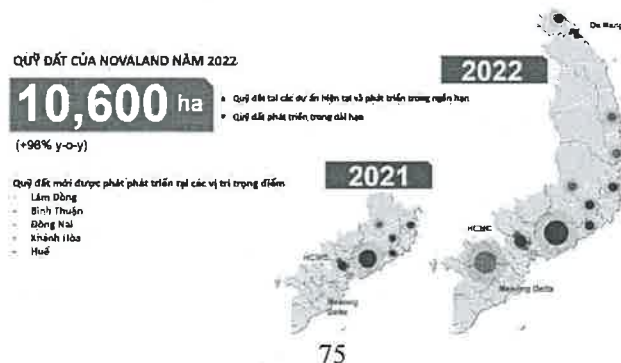 QUỸ ĐẤT CỦA NOVALAND NĂM 2022
10,600 ha
(+98% y-o-y)
Quỹ đất tại các dự án hiện tại và phát triển trong ngắn hạn
Quỹ đất phát triển trong dài hạn
Quỹ đất mới được phát phát triển tại các vị trí trọng điểm
- Lâm Đồng
- Bình Thuận
- Đồng Nai
- Khánh Hòa
- Huế
2021
HCMC
Mekong
Delta
2022
Da Nang
HCMC
Mekong Delta
75